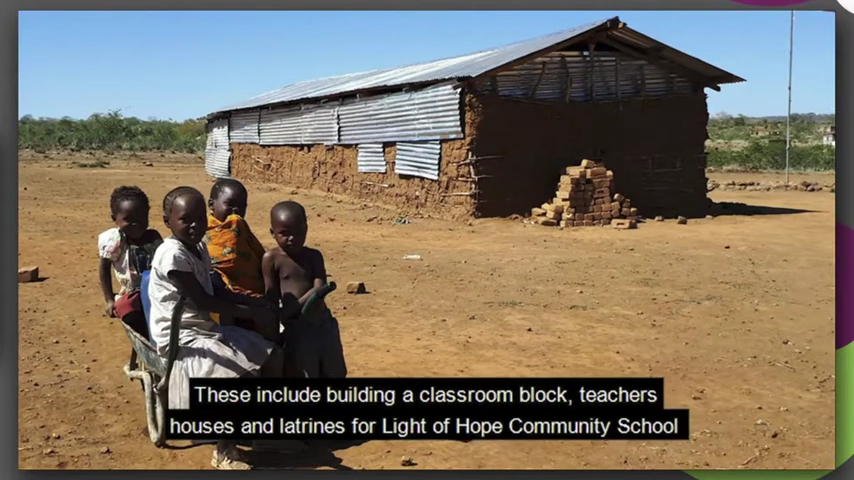 These include building a classroom block, teachers
houses and latrines for Light of Hope Community School